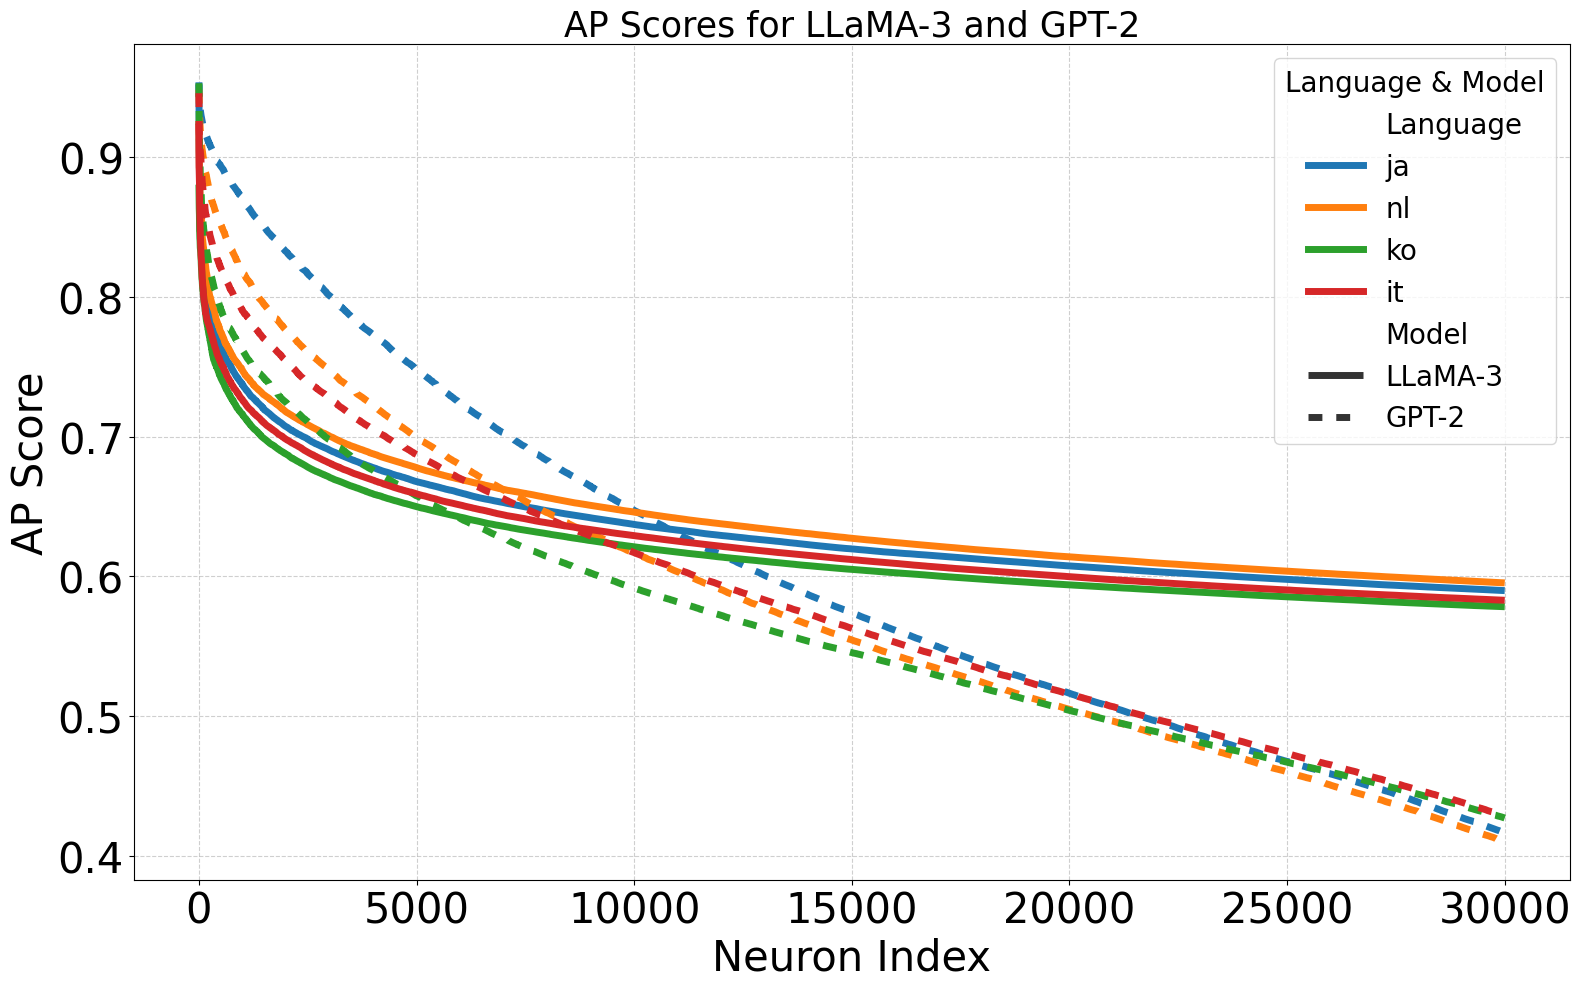 AP Scores for LLaMA-3 and GPT-2
Language & Model
Language
ja
nl
ko
it
Model
LLaMA-3
GPT-2
AP Score
0.9
0.8
0.7
0.6
0.5
0.4
0 5000 10000 15000 20000 25000 30000
Neuron Index